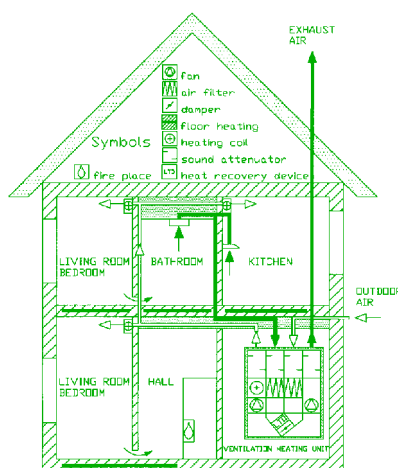 EXHAUST
AIR
Symbols
fan
air filter
damper
floor heating
heating coil
sound attenuator
fire place
LTO heat recovery device
LIVING ROOM
BEDROOM
BATHROOM
KITCHEN
OUTDOOR
AIR
LIVING ROOM
BEDROOM
HALL
VENTILATION HEATING UNIT